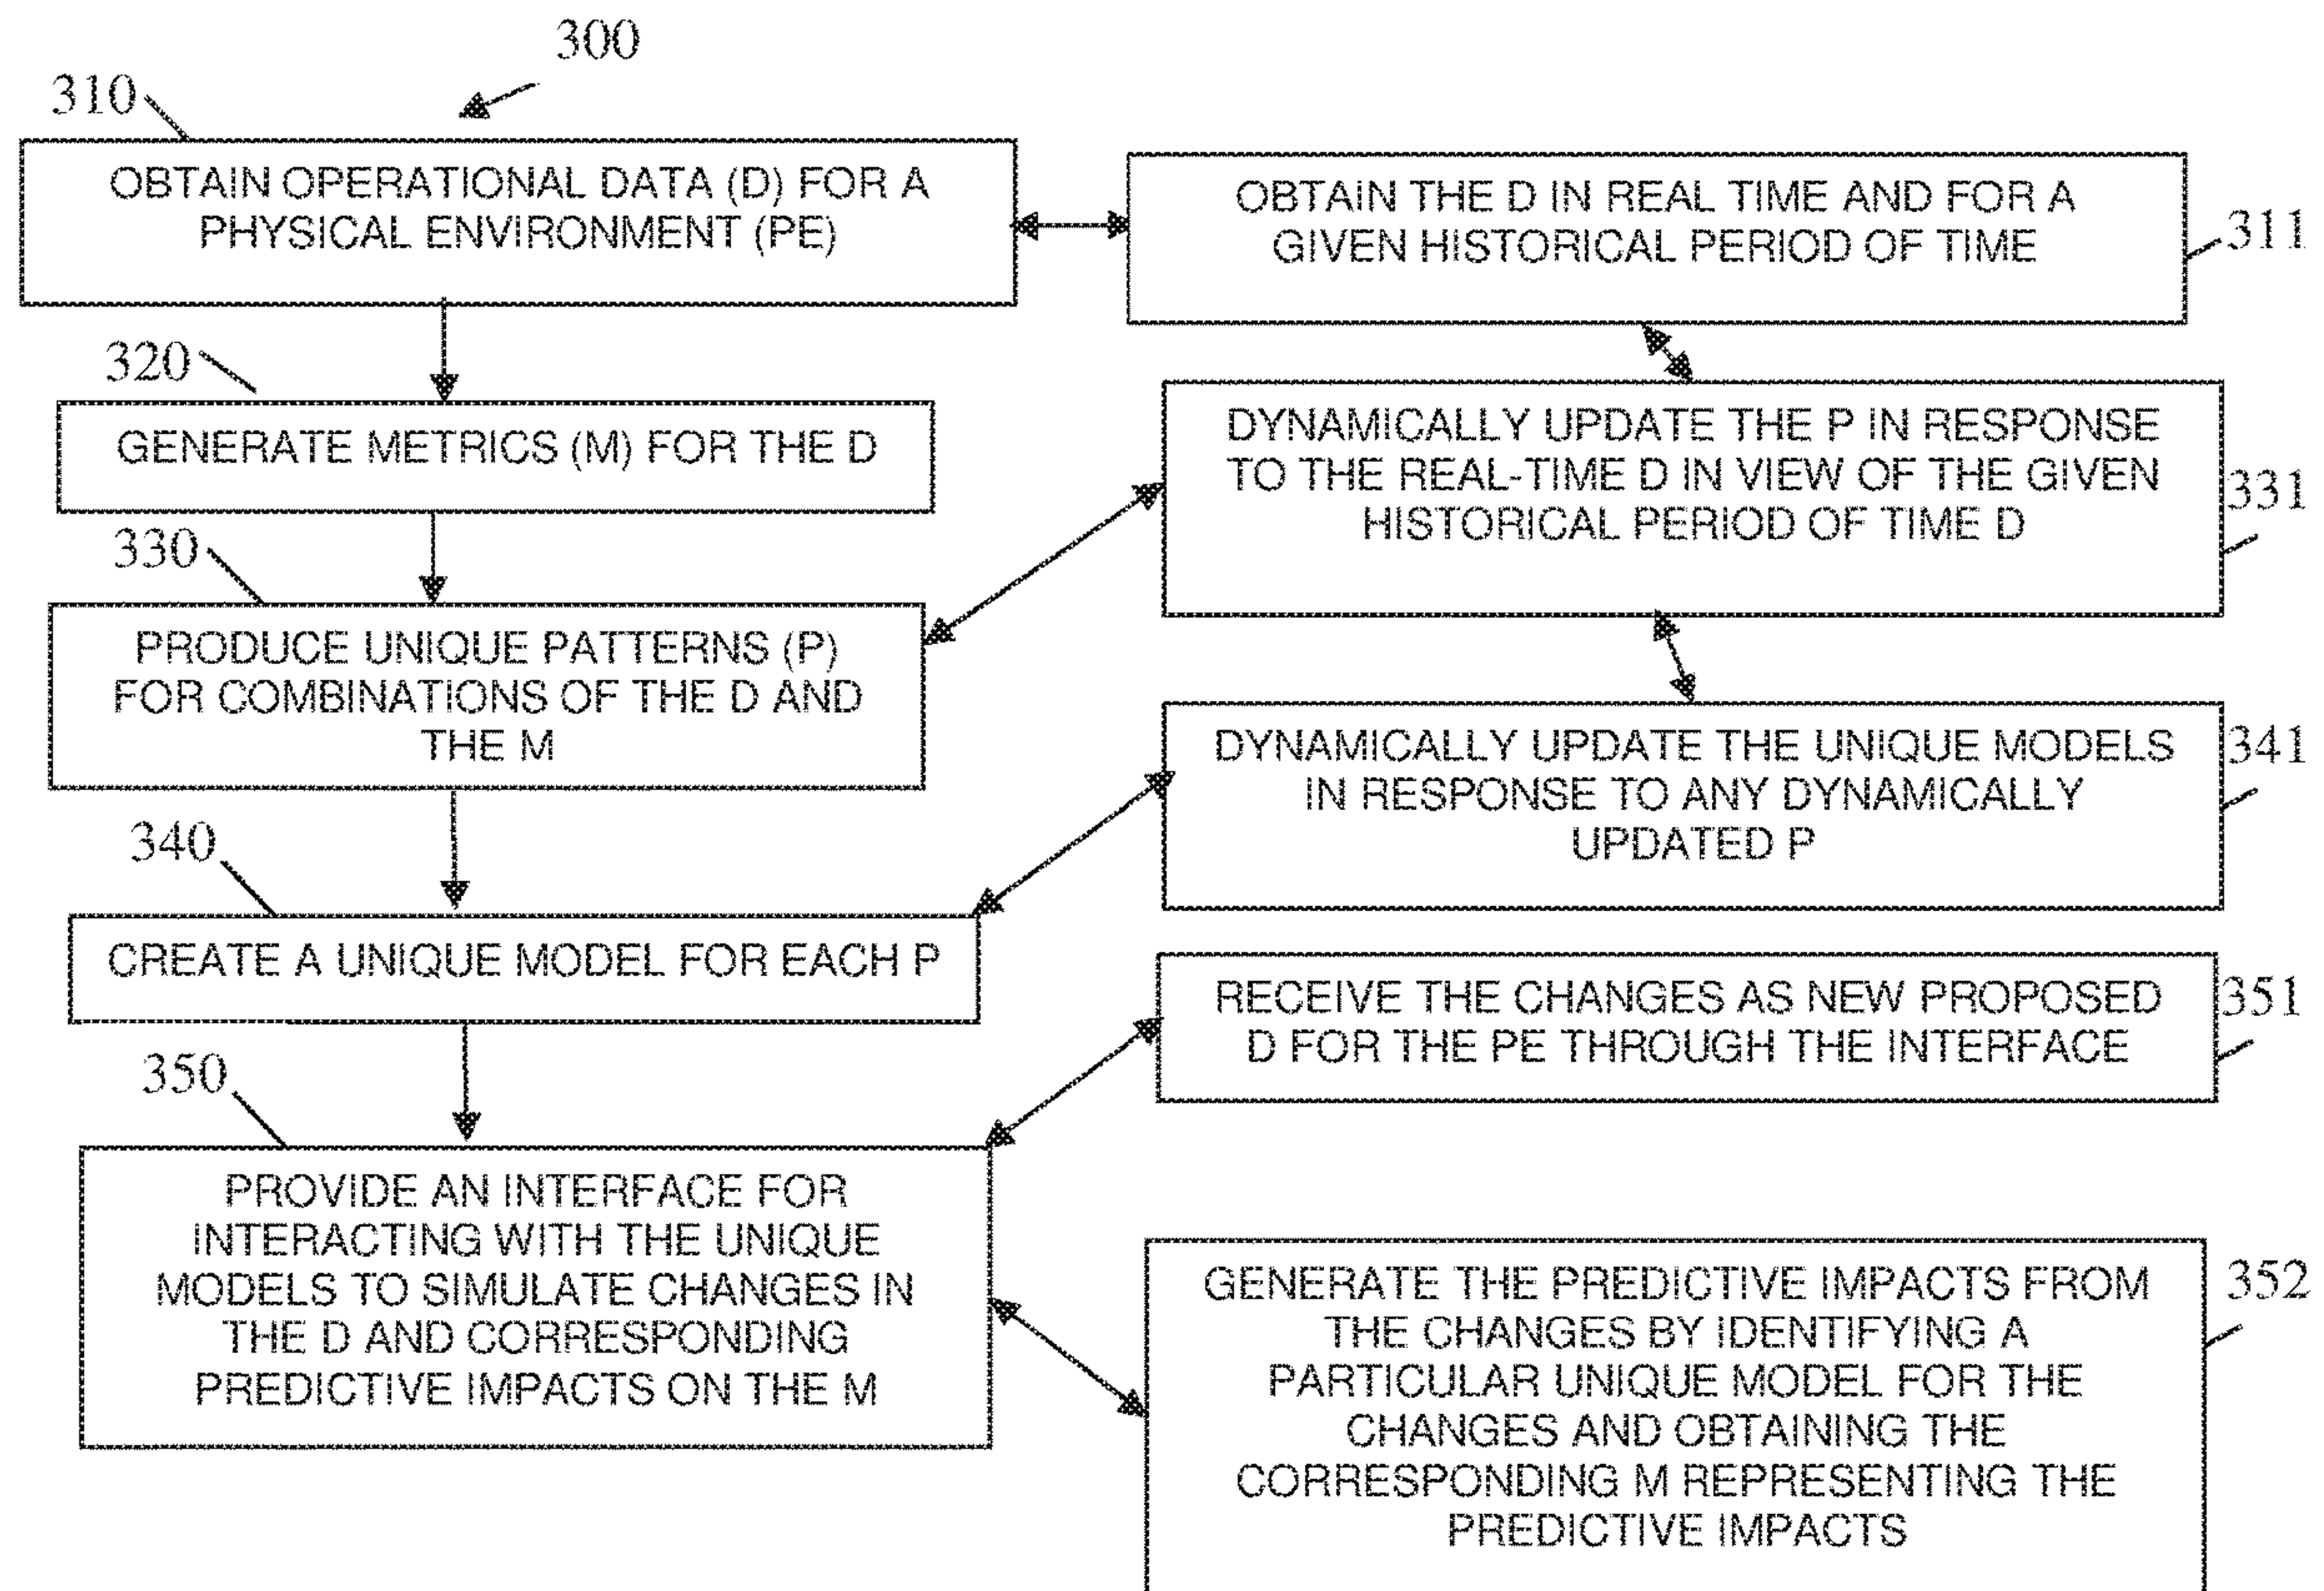 300
310
OBTAIN OPERATIONAL DATA (D) FOR A
PHYSICAL ENVIRONMENT (PE)
OBTAIN THE D IN REAL TIME AND FOR A
GIVEN HISTORICAL PERIOD OF TIME
311
320
GENERATE METRICS (M) FOR THE D
DYNAMICALLY UPDATE THE P IN RESPONSE
TO THE REAL-TIME D IN VIEW OF THE GIVEN
HISTORICAL PERIOD OF TIME D
331
330
PRODUCE UNIQUE PATTERNS (P)
FOR COMBINATIONS OF THE D AND
THE M
DYNAMICALLY UPDATE THE UNIQUE MODELS
IN RESPONSE TO ANY DYNAMICALLY
UPDATED P
341
340
CREATE A UNIQUE MODEL FOR EACH P
RECEIVE THE CHANGES AS NEW PROPOSED
D FOR THE PE THROUGH THE INTERFACE
351
350
PROVIDE AN INTERFACE FOR
INTERACTING WITH THE UNIQUE
MODELS TO SIMULATE CHANGES IN
THE D AND CORRESPONDING
PREDICTIVE IMPACTS ON THE M
GENERATE THE PREDICTIVE IMPACTS FROM
THE CHANGES BY IDENTIFYING A
PARTICULAR UNIQUE MODEL FOR THE
CHANGES AND OBTAINING THE
CORRESPONDING M REPRESENTING THE
PREDICTIVE IMPACTS
352